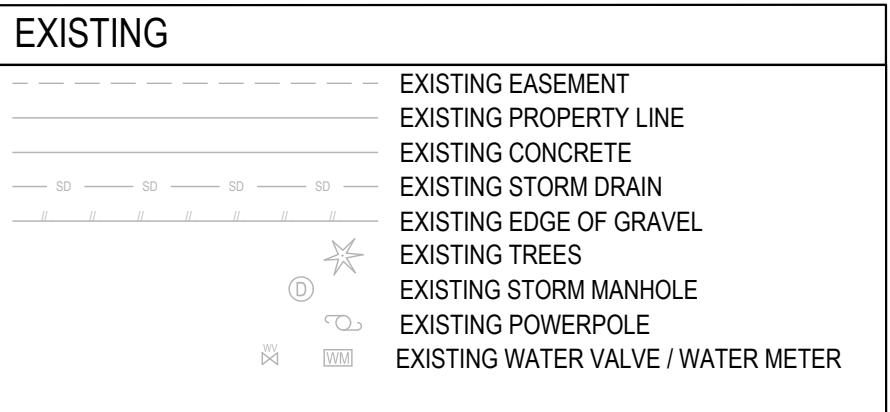 EXISTING
EXISTING EASEMENT
EXISTING PROPERTY LINE
EXISTING CONCRETE
SD SD SD SD EXISTING STORM DRAIN
// // // // // // // EXISTING EDGE OF GRAVEL
EXISTING TREES
D EXISTING STORM MANHOLE
EXISTING POWERPOLE
WV WM EXISTING WATER VALVE / WATER METER